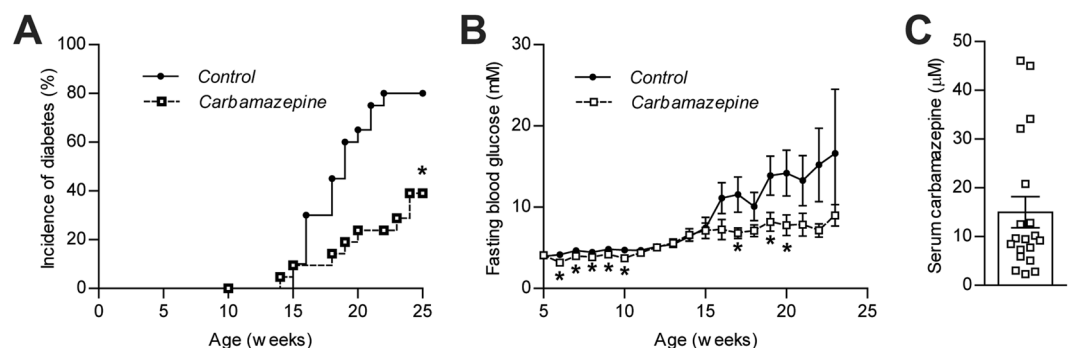 A
Incidence of diabetes (%)
100
80
60
40
20
0
Control
Carbamazepine
*
0 5 10 15 20 25
Age (weeks)
B
Fasting blood glucose (mM)
30
20
10
0
Control
Carbamazepine
* * * * * * * *
5 10 15 20 25
Age (weeks)
C
Serum carbamazepine (μM)
50
40
30
20
10
0